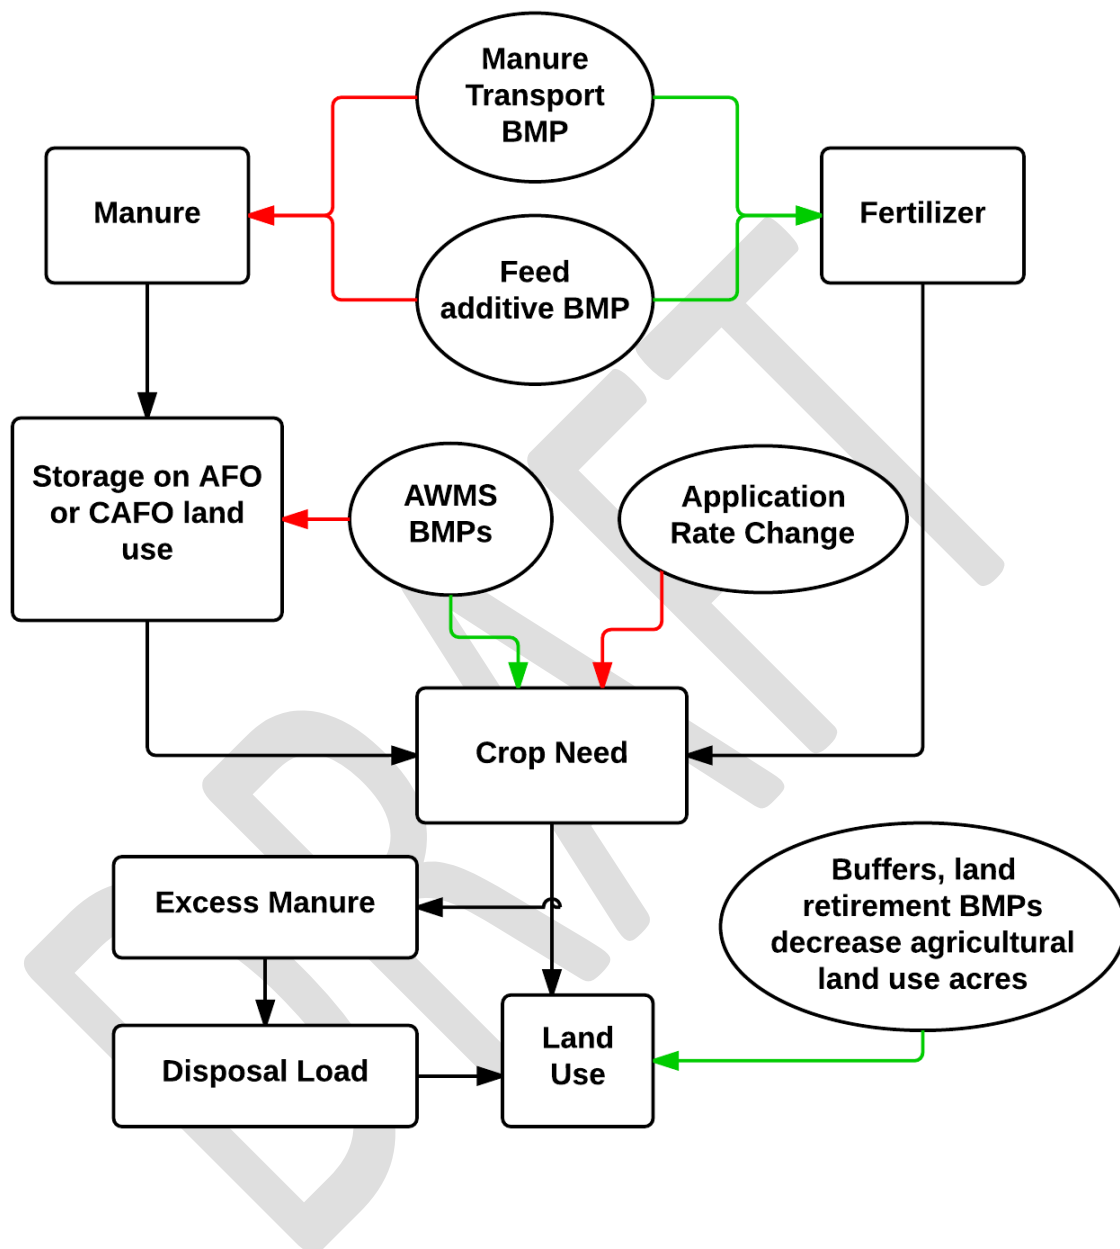 Manure
Transport
BMP
Manure
Fertilizer
Feed
additive BMP
Storage on AFO
or CAFO land
use
AWMS
BMPs
Application
Rate Change
Crop Need
Excess Manure
Buffers, land
retirement BMPs
decrease agricultural
land use acres
Land
Use
Disposal Load
DRAFT